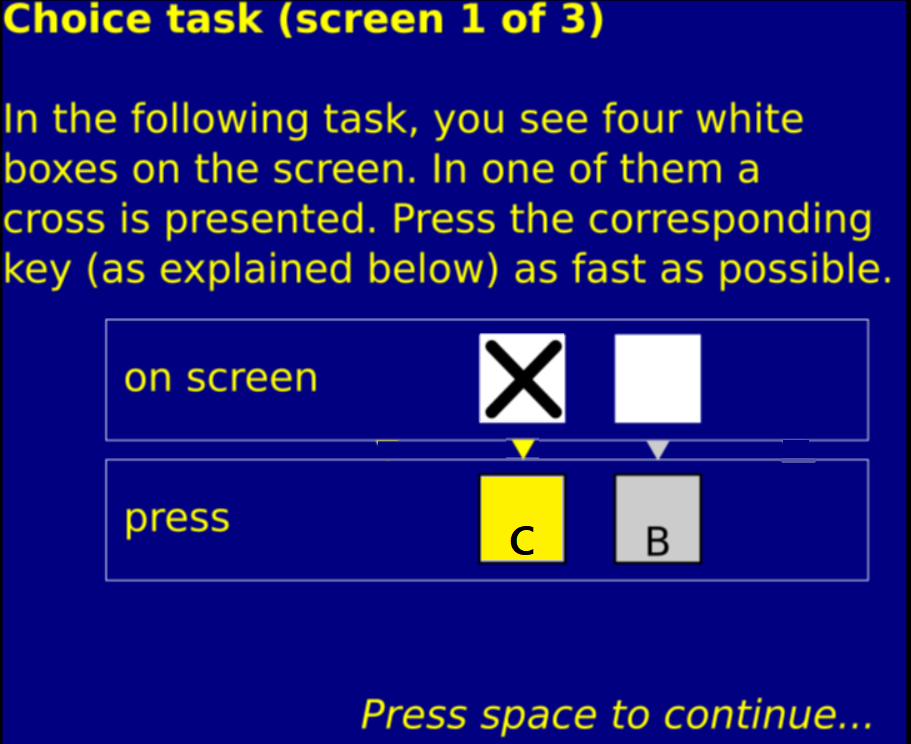 Choice task (screen 1 of 3)
In the following task, you see four white
boxes on the screen. In one of them a
cross is presented. Press the corresponding
key (as explained below) as fast as possible.
on screen
press
C B
Press space to continue...